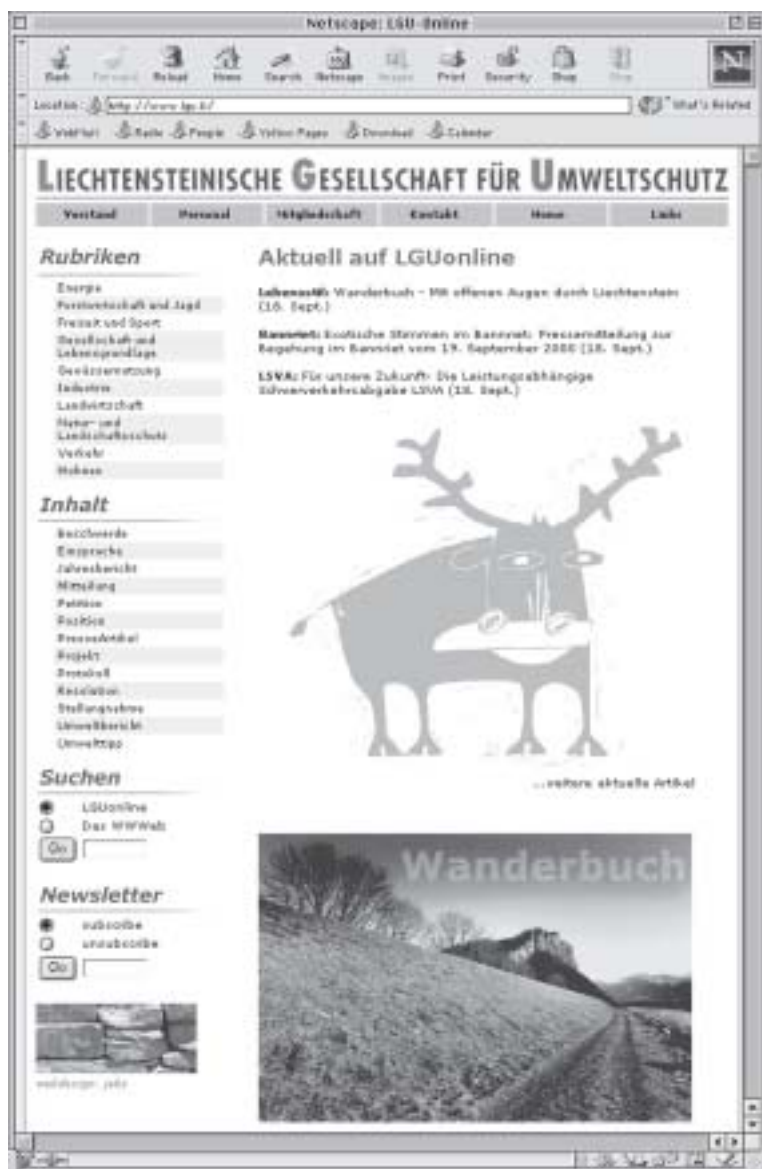 Netscape: LGU-Online
Back Forward Reload Home Search Netscape Images Print Security Shop Stop
Location: http://www.lgu.li/ What's Related
WebMail Radio People Yellow Pages Download Calendar
LIECHTENSTEINISCHE GESELLSCHAFT FÜR UMWELTSCHUTZ
Vorstand Personal Mitgliedschaft Kontakt Home Links
Rubriken
Energie
Forstwirtschaft und Jagd
Freizeit und Sport
Gesellschaft und
Lebensgrundlage
Gewässernutzung
Industrie
Landwirtschaft
Natur- und
Landschaftsschutz
Verkehr
Wohnen
Inhalt
Beschwerde
Einsprache
Jahresbericht
Mitteilung
Petition
Position
PresseArtikel
Projekt
Protokoll
Resolution
Stellungnahme
Umweltbericht
Umwelttipp
Suchen
LGUonline
Das WWWeb
Go
Newsletter
subscribe
unsubscribe
Go
Aktuell auf LGUonline
Lebensstil: Wanderbuch - Mit offenen Augen durch Liechtenstein
(18. Sept.)
Bannriet: Exotische Stimmen im Bannriet: Pressemitteilung zur
Begehung im Bannriet vom 19. September 2000 (18. Sept.)
LSVA: Für unsere Zukunft: Die Leistungsabhängige
Schwerverkehrsabgabe LSVA (18. Sept.)
...weitere aktuelle Artikel
Wanderbuch